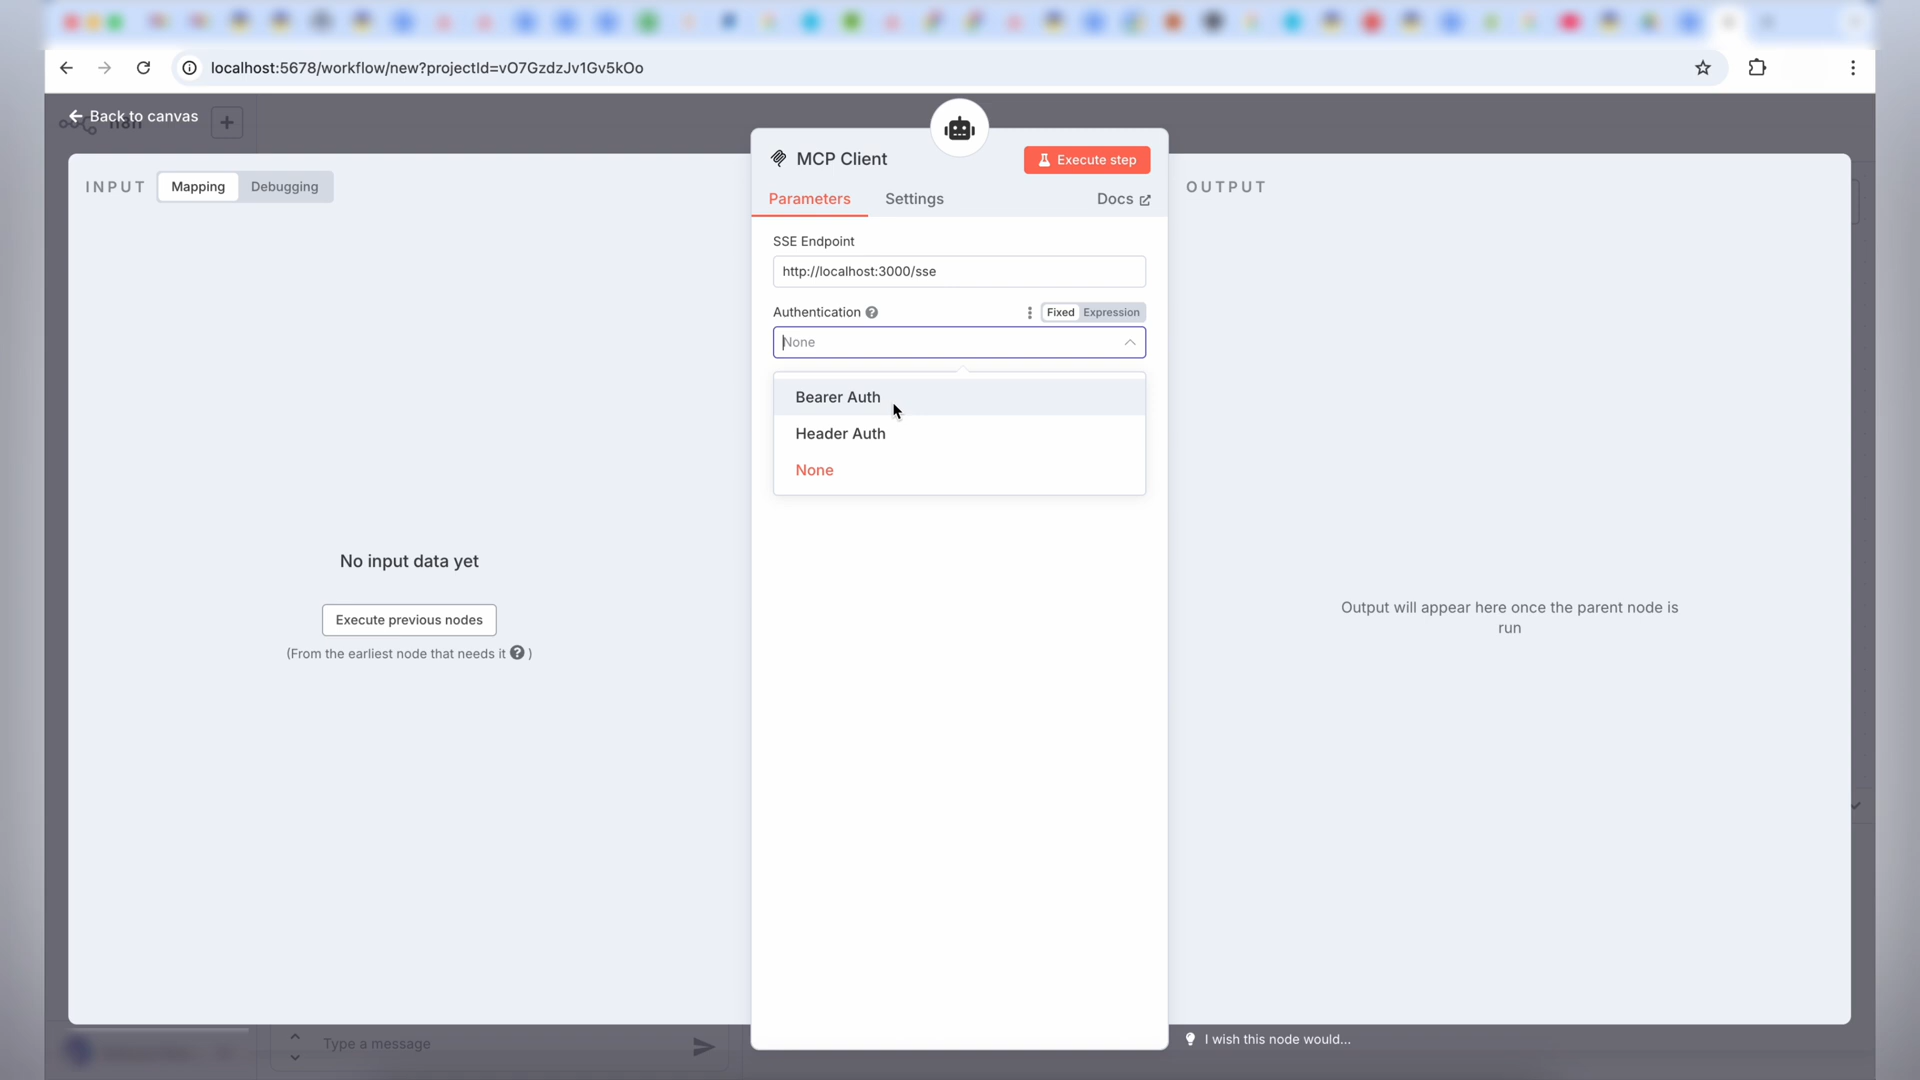 localhost:5678/workflow/new?projectId=vO7GzdzJv1Gv5kOo
Back to canvas
n8n
INPUT
Mapping
Debugging
MCP Client
Execute step
Parameters
Settings
Docs
OUTPUT
SSE Endpoint
http://localhost:3000/sse
Authentication
Fixed
Expression
None
Bearer Auth
Header Auth
None
No input data yet
Execute previous nodes
(From the earliest node that needs it ? )
Output will appear here once the parent node is
run
Type a message
I wish this node would...